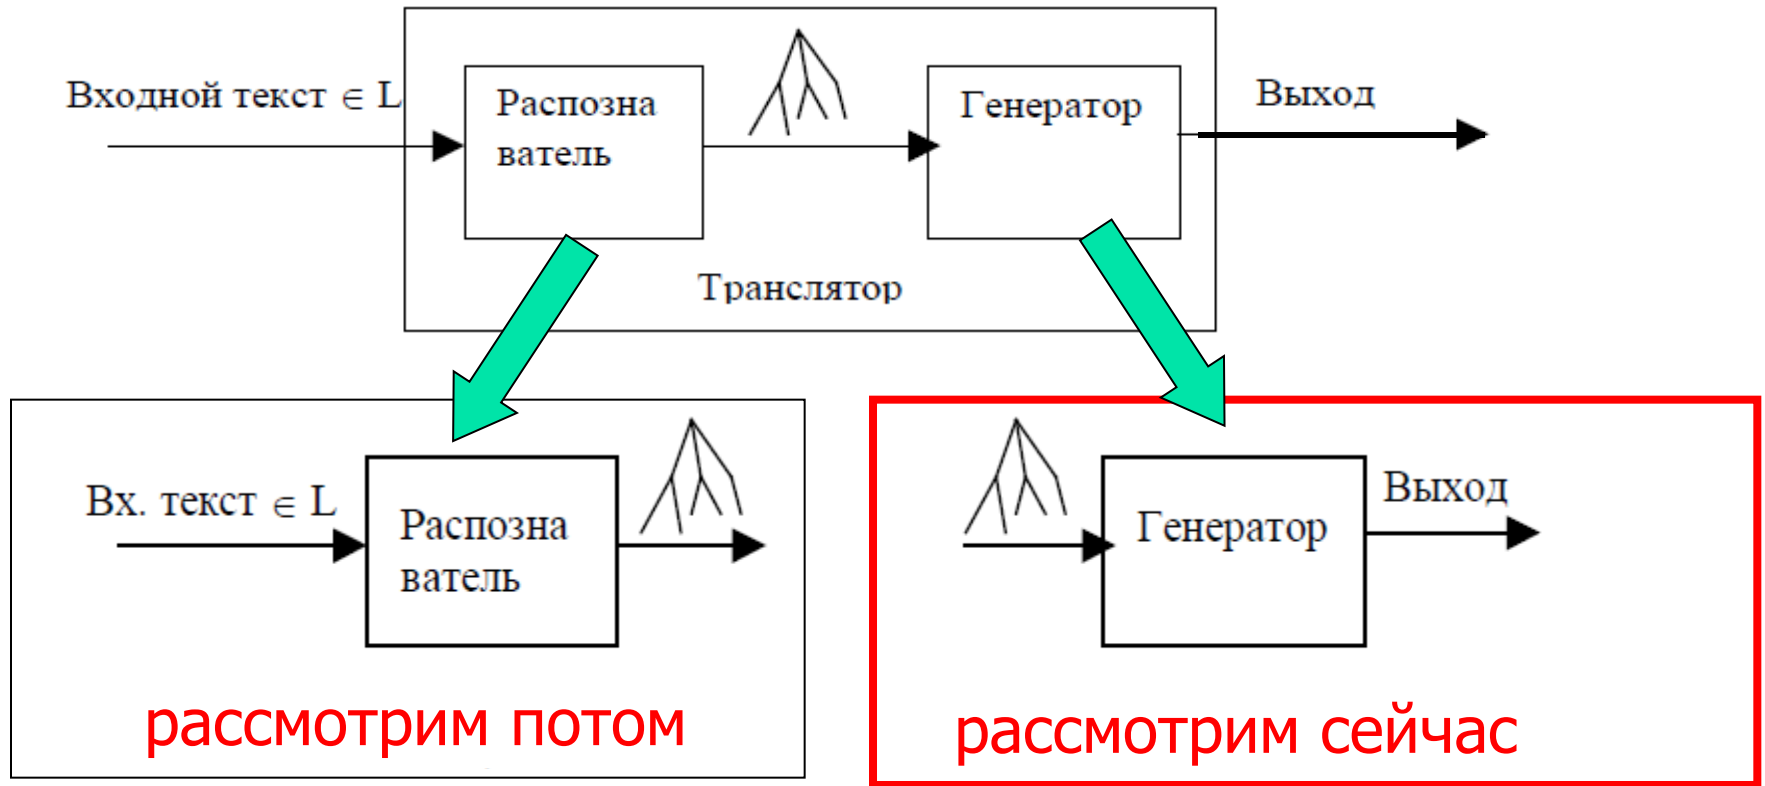 Входной текст ∈ L
Распозна
ватель
Генератор
Выход
Транслятор
Вх. текст ∈ L
Распозна
ватель
рассмотрим потом
Генератор
Выход
рассмотрим сейчас